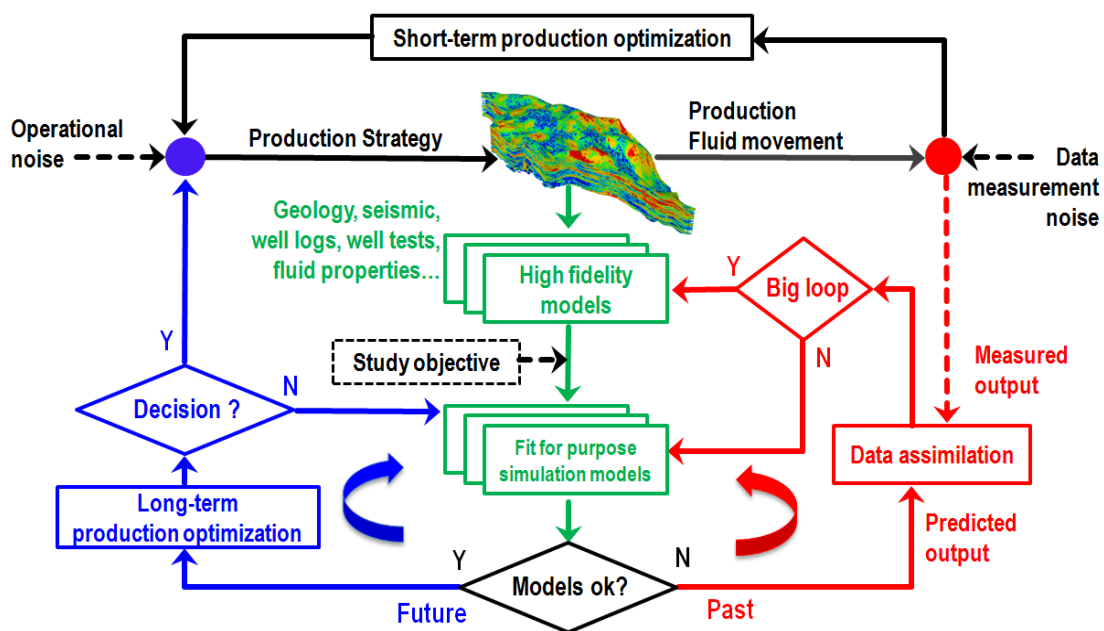 Short-term production optimization
Operational
noise
Production Strategy
Production
Fluid movement
Data
measurement
noise
Geology, seismic,
well logs, well tests,
fluid properties...
High fidelity
models
Y
Big loop
N
Study objective
Measured
output
Y
Decision ?
N
Fit for purpose
simulation models
Data assimilation
Long-term
production optimization
Predicted
output
Y
Models ok?
N
Future
Past